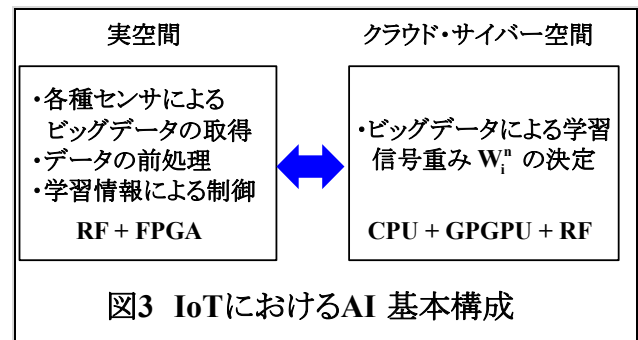 実空間
・各種センサによる
ビッグデータの取得
・データの前処理
・学習情報による制御
RF + FPGA
クラウド・サイバー空間
・ビッグデータによる学習
信号重み Wᵢⁿ の決定
CPU + GPGPU + RF
図3 IoTにおけるAI 基本構成